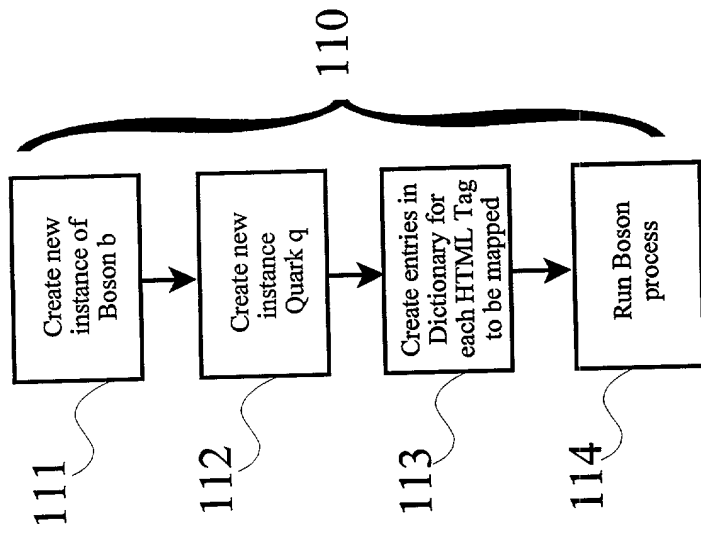 110
111
Create new
instance of
Boson b
112
Create new
instance
Quark q
113
Create entries in
Dictionary for
each HTML Tag
to be mapped
114
Run Boson
process